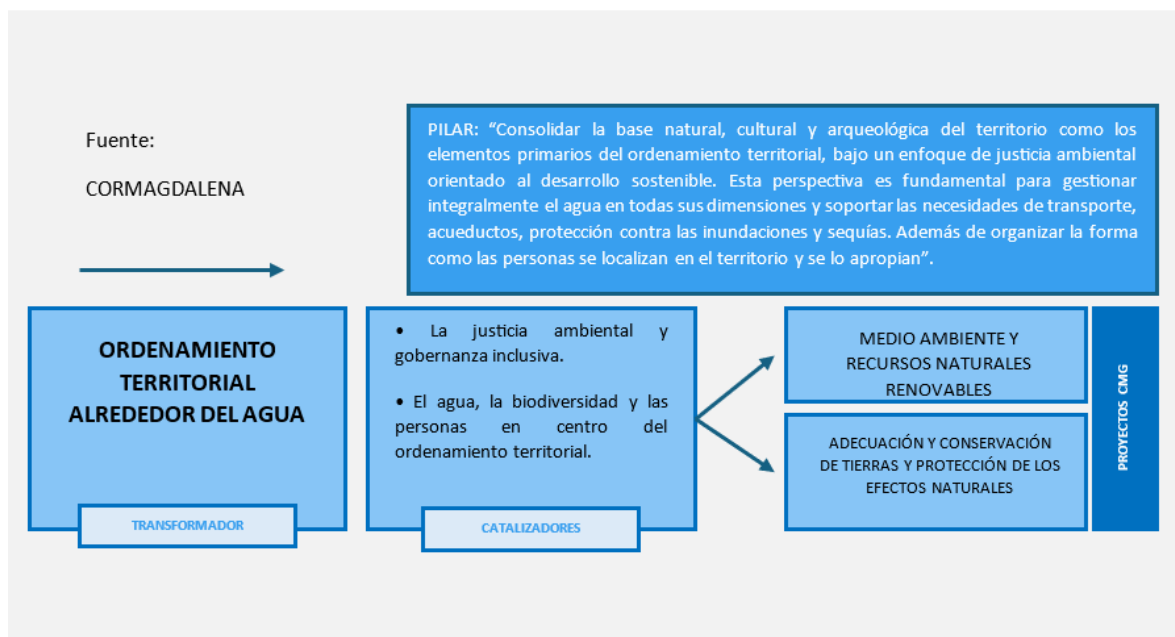 Fuente:
CORMAGDALENA
PILAR: “Consolidar la base natural, cultural y arqueológica del territorio como los
elementos primarios del ordenamiento territorial, bajo un enfoque de justicia ambiental
orientado al desarrollo sostenible. Esta perspectiva es fundamental para gestionar
integralmente el agua en todas sus dimensiones y soportar las necesidades de transporte,
acueductos, protección contra las inundaciones y sequías. Además de organizar la forma
como las personas se localizan en el territorio y se lo apropian”.
ORDENAMIENTO
TERRITORIAL
ALREDEDOR DEL AGUA
TRANSFORMADOR
• La justicia ambiental y
gobernanza inclusiva.
• El agua, la biodiversidad y las
personas en centro del
ordenamiento territorial.
CATALIZADORES
MEDIO AMBIENTE Y
RECURSOS NATURALES
RENOVABLES
ADECUACIÓN Y CONSERVACIÓN
DE TIERRAS Y PROTECCIÓN DE LOS
EFECTOS NATURALES
PROYECTOS CMG